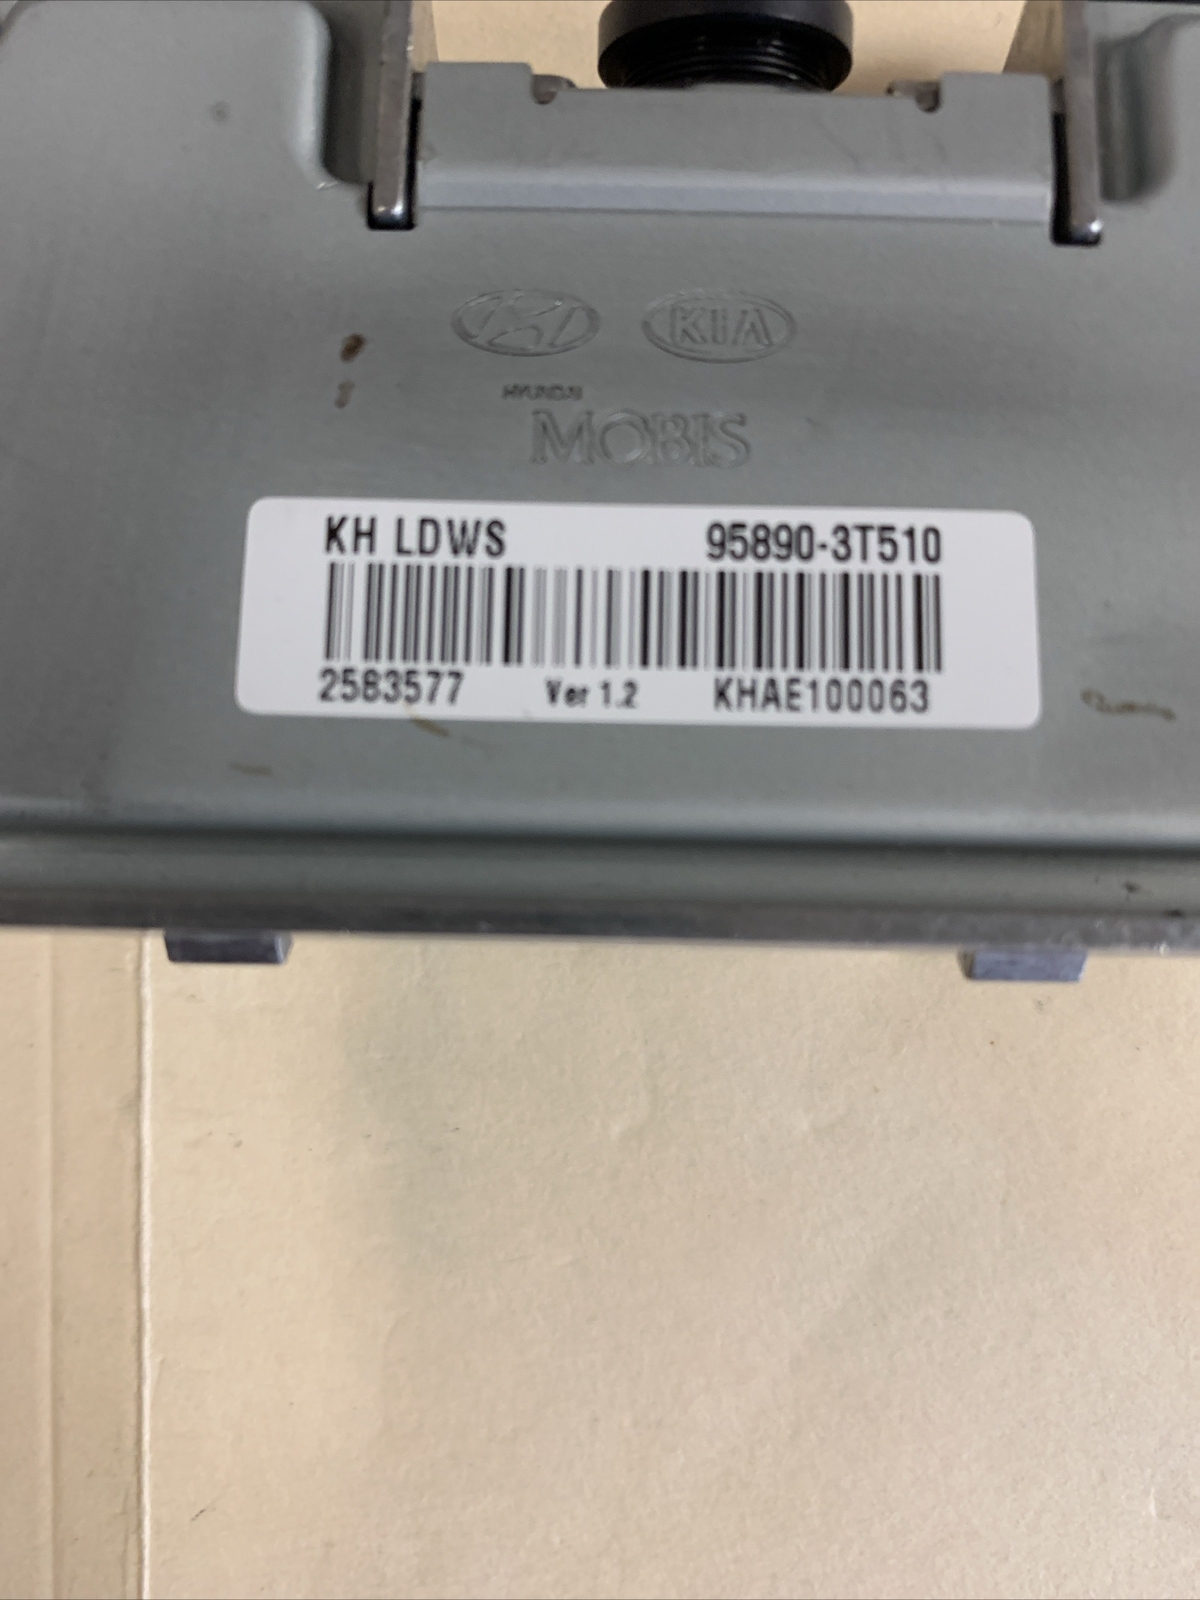 KIA
HYUNDAI
MOBIS
KH LDWS 95890-3T510
2583577 Ver 1.2 KHAE100063